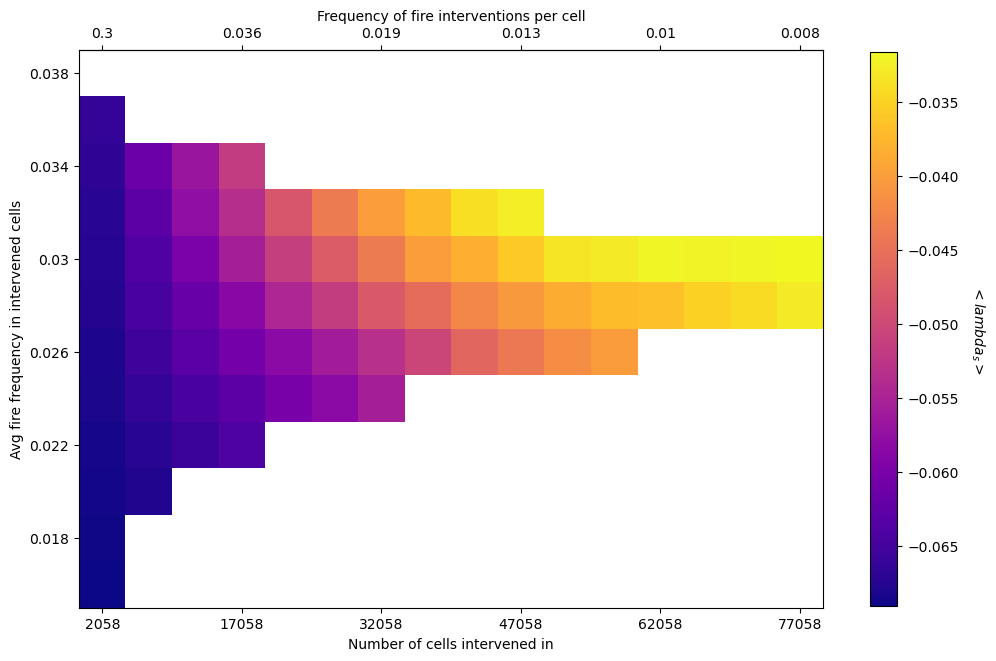 Frequency of fire interventions per cell
0.3 0.036 0.019 0.013 0.01 0.008
0.038
0.034
0.03
0.026
0.022
0.018
Avg fire frequency in intervened cells
2058 17058 32058 47058 62058 77058
Number of cells intervened in
−0.035
−0.040
−0.045
−0.050
−0.055
−0.060
−0.065
<lambda_s>